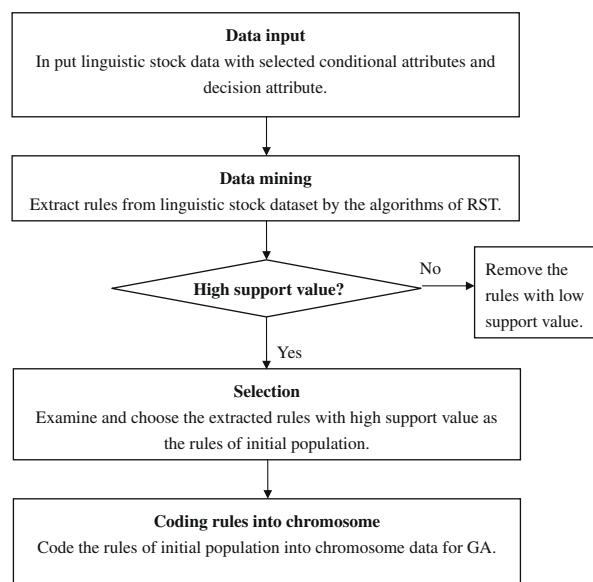 Data input
In put linguistic stock data with selected conditional attributes and
decision attribute.
Data mining
Extract rules from linguistic stock dataset by the algorithms of RST.
High support value?
No
Remove the
rules with low
support value.
Yes
Selection
Examine and choose the extracted rules with high support value as
the rules of initial population.
Coding rules into chromosome
Code the rules of initial population into chromosome data for GA.